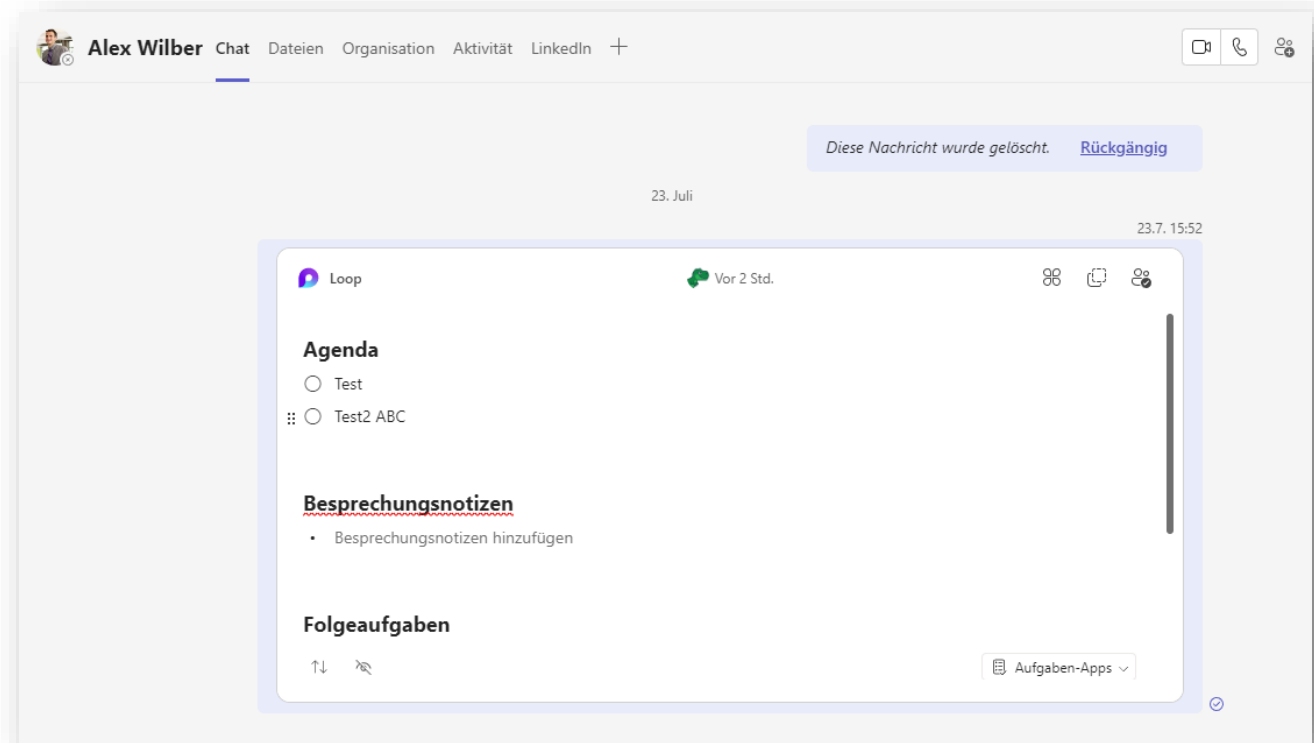 Alex Wilber Chat Dateien Organisation Aktivität LinkedIn
Diese Nachricht wurde gelöscht. Rückgängig
23. Juli
23.7. 15:52
Loop Vor 2 Std.
Agenda
Test
Test2 ABC
Besprechungsnotizen
Besprechungsnotizen hinzufügen
Folgeaufgaben
Aufgaben-Apps